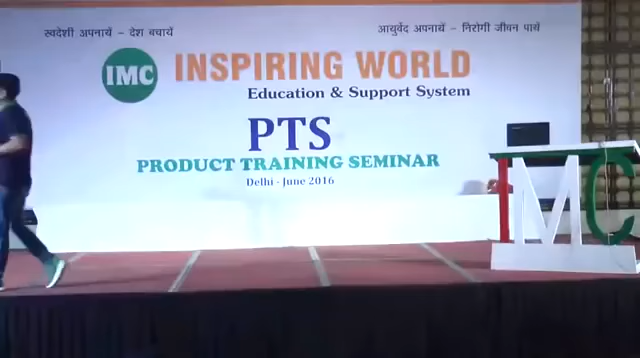 स्वदेशी अपनायें - देश बचायें
आयुर्वेद अपनायें - निरोगी जीवन पायें
IMC INSPIRING WORLD
Education & Support System
PTS
PRODUCT TRAINING SEMINAR
Delhi - June 2016
IMC